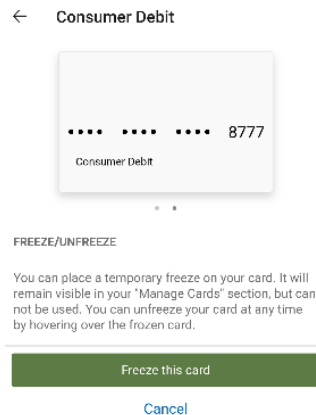 Consumer Debit
•••• •••• •••• 8777
Consumer Debit
FREEZE/UNFREEZE
You can place a temporary freeze on your card. It will
remain visible in your "Manage Cards" section, but can
not be used. You can unfreeze your card at any time
by hovering over the frozen card.
Freeze this card
Cancel